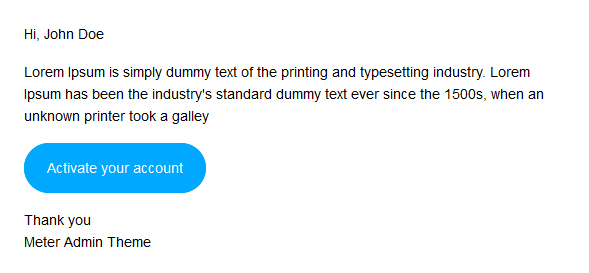 Hi, John Doe
Lorem Ipsum is simply dummy text of the printing and typesetting industry. Lorem
Ipsum has been the industry's standard dummy text ever since the 1500s, when an
unknown printer took a galley
Activate your account
Thank you
Meter Admin Theme